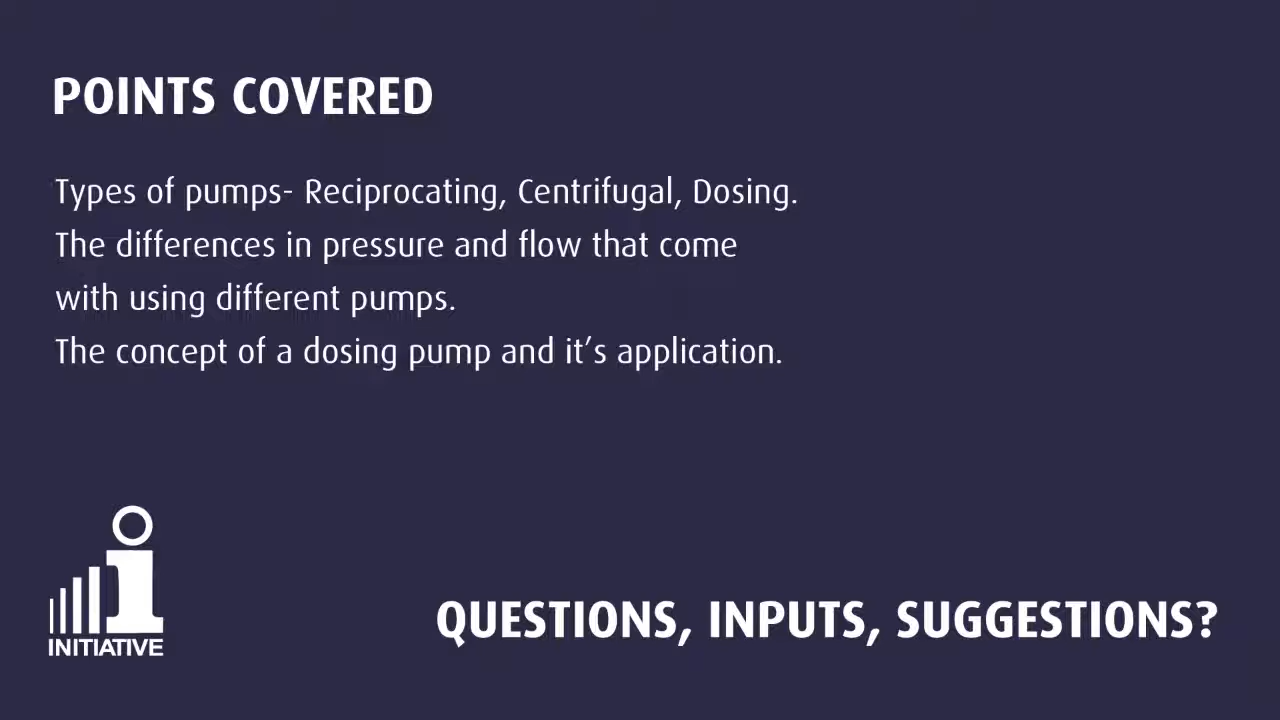 POINTS COVERED
Types of pumps- Reciprocating, Centrifugal, Dosing.
The differences in pressure and flow that come
with using different pumps.
The concept of a dosing pump and it’s application.
i
INITIATIVE
QUESTIONS, INPUTS, SUGGESTIONS?